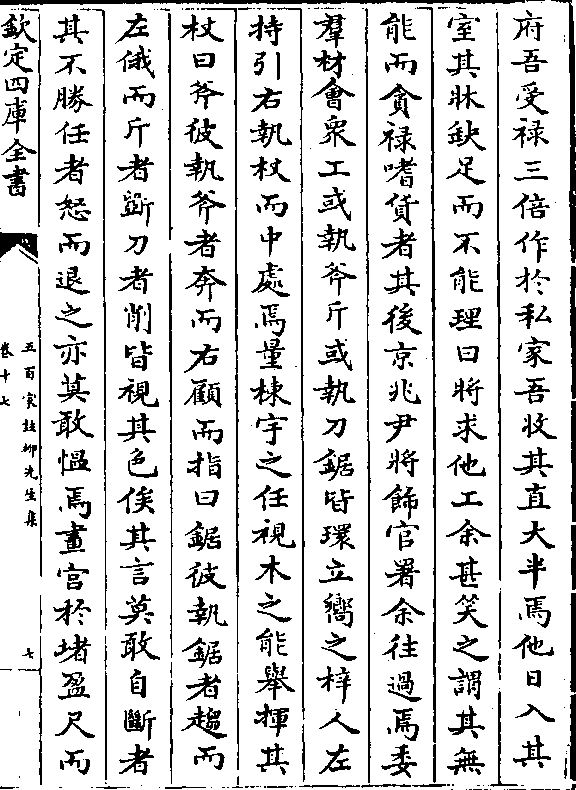 府吾受禄三倍作於私家吾收其直大半焉他日入其
室其牀缺足而不能理曰將求他工余甚笑之謂其無
能而貪禄嗜貨者其後京兆尹將飾官署余往過焉委
羣材會衆工或執斧斤或執刀鋸皆環立嚮之梓人左
持引右執杖而中處焉量棟宇之任視木之能舉揮其
杖曰斧彼執斧者奔而右顧而指曰鋸彼執鋸者趨而
左俄而斤者斲刀者削皆視其色俟其言莫敢自斷者
其不勝任者怒而退之亦莫敢愠焉畫宫於堵盈尺而
欽定四庫全書
五百家註柳先生集
卷十七
七